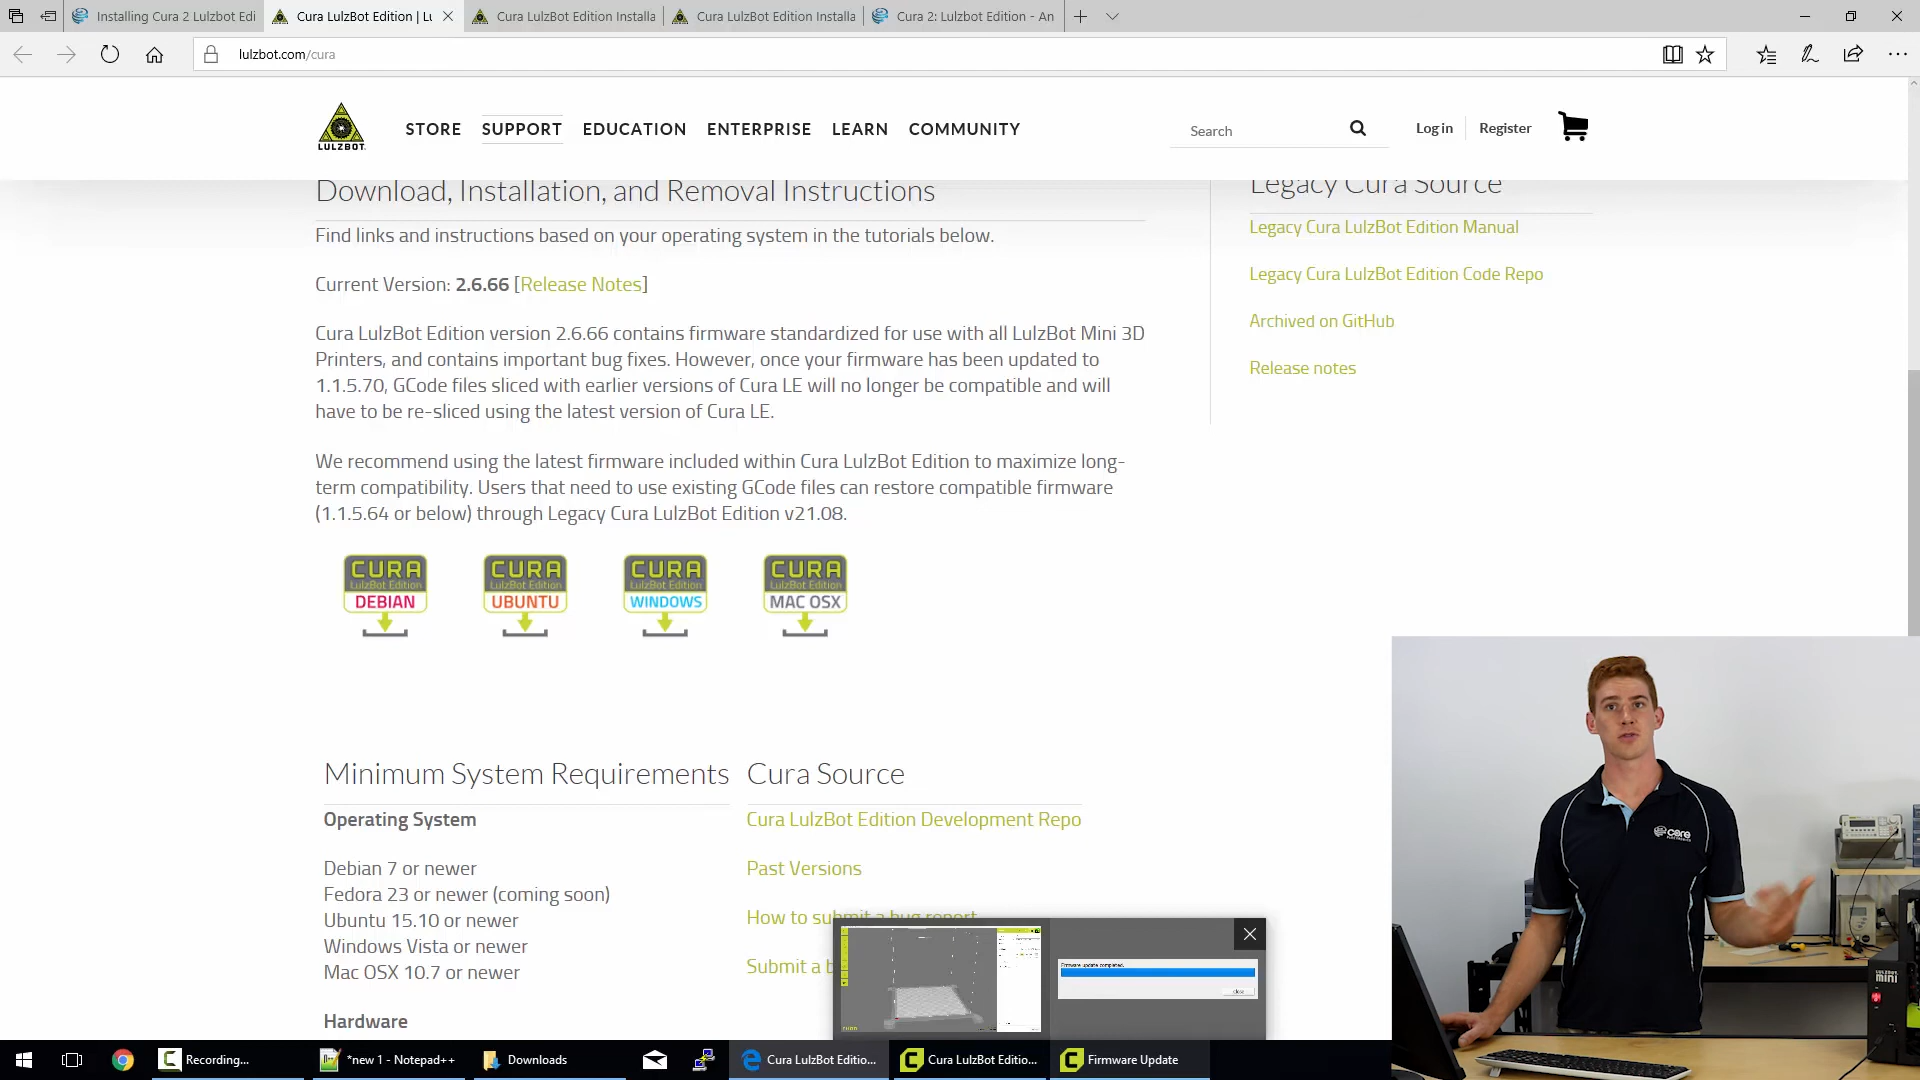 Installing Cura 2 Lulzbot Edi
Cura LulzBot Edition | Lu
Cura LulzBot Edition Installa
Cura LulzBot Edition Installa
Cura 2: Lulzbot Edition - An
lulzbot.com/cura
LULZBOT
STORE
SUPPORT
EDUCATION
ENTERPRISE
LEARN
COMMUNITY
Search
Log in
Register
Download, Installation, and Removal Instructions
Find links and instructions based on your operating system in the tutorials below.
Current Version: 2.6.66 [Release Notes]
Cura LulzBot Edition version 2.6.66 contains firmware standardized for use with all LulzBot Mini 3D
Printers, and contains important bug fixes. However, once your firmware has been updated to
1.1.5.70, GCode files sliced with earlier versions of Cura LE will no longer be compatible and will
have to be re-sliced using the latest version of Cura LE.
We recommend using the latest firmware included within Cura LulzBot Edition to maximize long-
term compatibility. Users that need to use existing GCode files can restore compatible firmware
(1.1.5.64 or below) through Legacy Cura LulzBot Edition v21.08.
CURA
LulzBot Edition
DEBIAN
CURA
LulzBot Edition
UBUNTU
CURA
LulzBot Edition
WINDOWS
CURA
LulzBot Edition
MAC OSX
Legacy Cura Source
Legacy Cura LulzBot Edition Manual
Legacy Cura LulzBot Edition Code Repo
Archived on GitHub
Release notes
Minimum System Requirements
Operating System
Debian 7 or newer
Fedora 23 or newer (coming soon)
Ubuntu 15.10 or newer
Windows Vista or newer
Mac OSX 10.7 or newer
Hardware
Cura Source
Cura LulzBot Edition Development Repo
Past Versions
How to submit a bug report
Submit a b
Firmware update completed.
Close
core
ELECTRONICS
LULZBOT
mini
Recording...
*new 1 - Notepad++
Downloads
Cura LulzBot Editio...
Cura LulzBot Editio...
Firmware Update